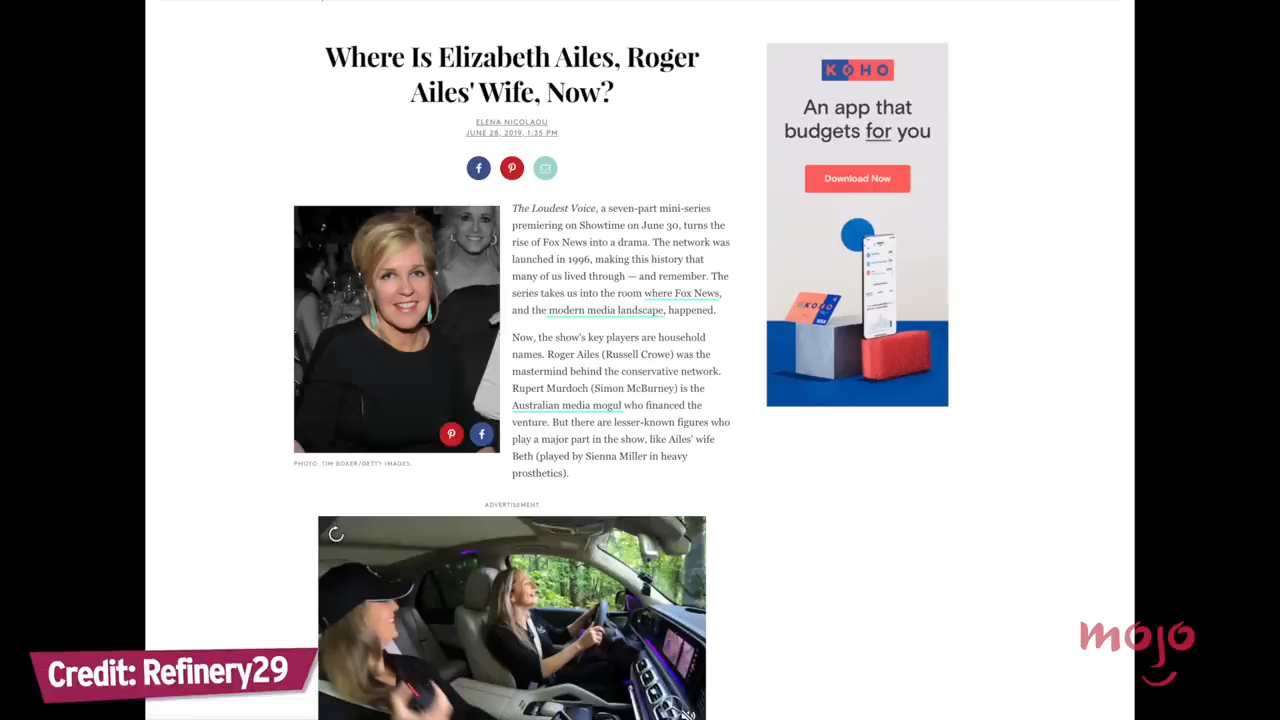 Where Is Elizabeth Ailes, Roger
Ailes' Wife, Now?
ELENA NICOLAOU
JUNE 28, 2019, 1:35 PM
The Loudest Voice, a seven-part mini-series
premiering on Showtime on June 30, turns the
rise of Fox News into a drama. The network was
launched in 1996, making this history that
many of us lived through — and remember. The
series takes us into the room where Fox News,
and the modern media landscape, happened.
Now, the show's key players are household
names. Roger Ailes (Russell Crowe) was the
mastermind behind the conservative network.
Rupert Murdoch (Simon McBurney) is the
Australian media mogul who financed the
venture. But there are lesser-known figures who
play a major part in the show, like Ailes' wife
Beth (played by Sienna Miller in heavy
prosthetics).
PHOTO: TIM BOXER/GETTY IMAGES.
ADVERTISEMENT
KOHO
An app that
budgets for you
Download Now
KOHO
VISA
Credit: Refinery29
mojo